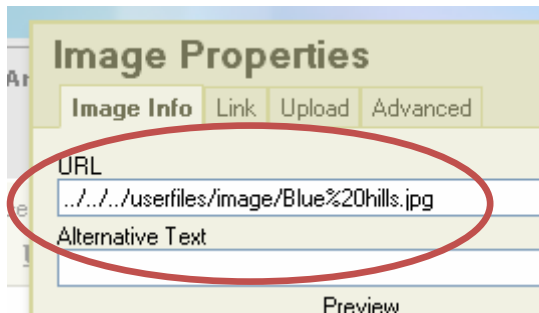 Image Properties
Image Info Link Upload Advanced
URL
../../../userfiles/image/Blue%20hills.jpg
Alternative Text
Preview